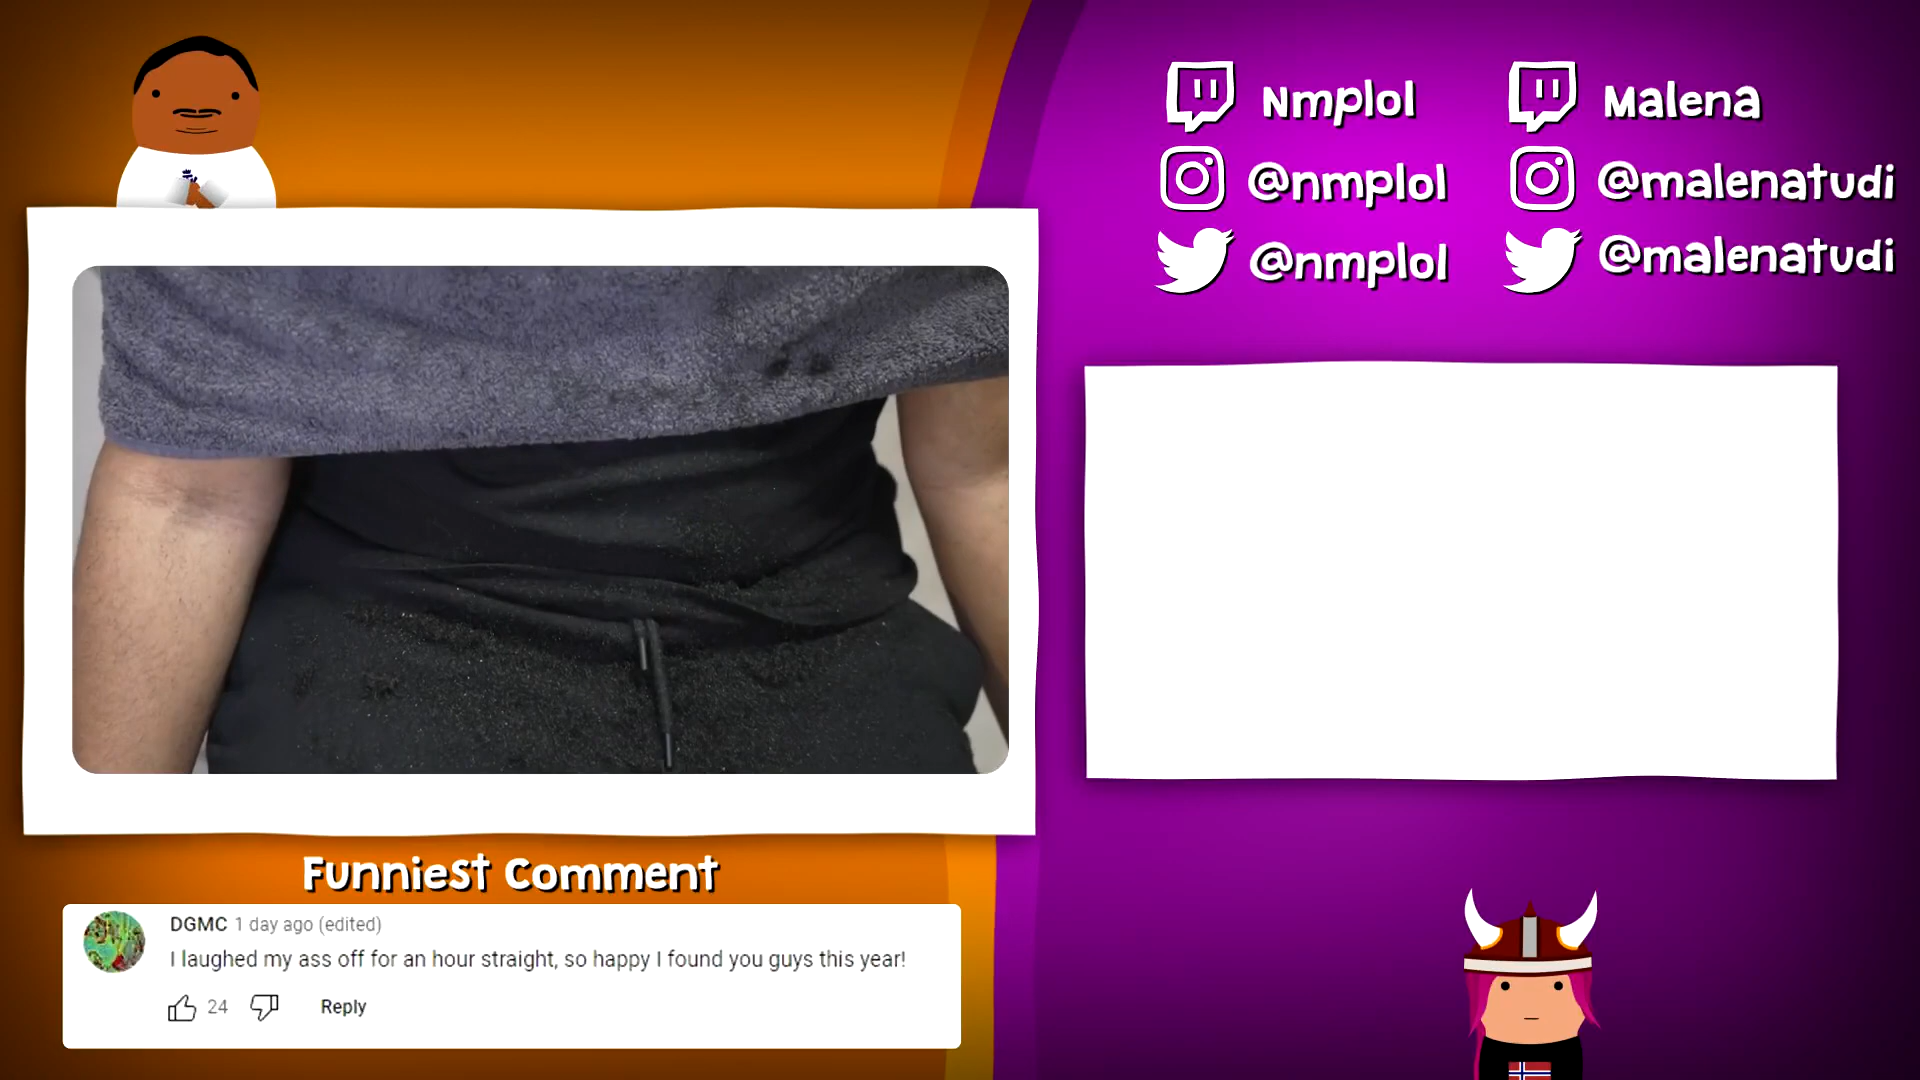 Nmplol
Malena
@nmplol
@malenatudi
@nmplol
@malenatudi
Funniest Comment
DGMC 1 day ago (edited)
I laughed my ass off for an hour straight, so happy I found you guys this year!
24 Reply